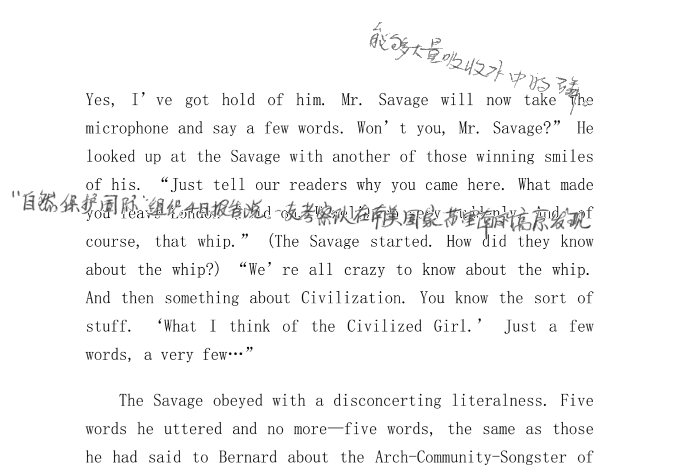 能够大量吸收外中的
Yes, I’ve got hold of him. Mr. Savage will now take the
microphone and say a few words. Won’t you, Mr. Savage?” He
looked up at the Savage with another of those winning smiles
of his. “Just tell our readers why you came here. What made
“自然保护国际”组织4日报告说一支考察队在南美国家苏里南的高原发现
you leave London
course, that whip.” (The Savage started. How did they know
about the whip?) “We’re all crazy to know about the whip.
And then something about Civilization. You know the sort of
stuff. ‘What I think of the Civilized Girl.’ Just a few
words, a very few…”
The Savage obeyed with a disconcerting literalness. Five
words he uttered and no more—five words, the same as those
he had said to Bernard about the Arch-Community-Songster of